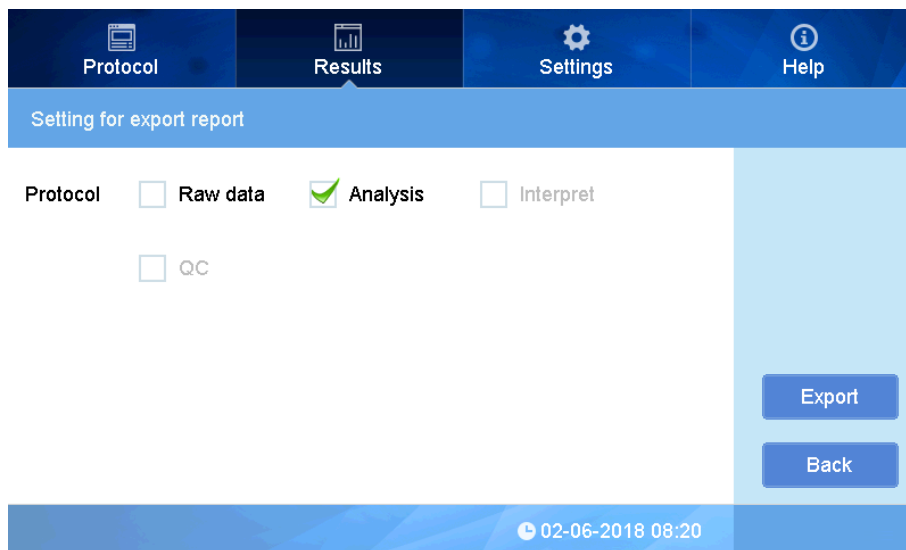 Protocol Results Settings Help
Setting for export report
Protocol Raw data Analysis Interpret
QC
Export
Back
02-06-2018 08:20